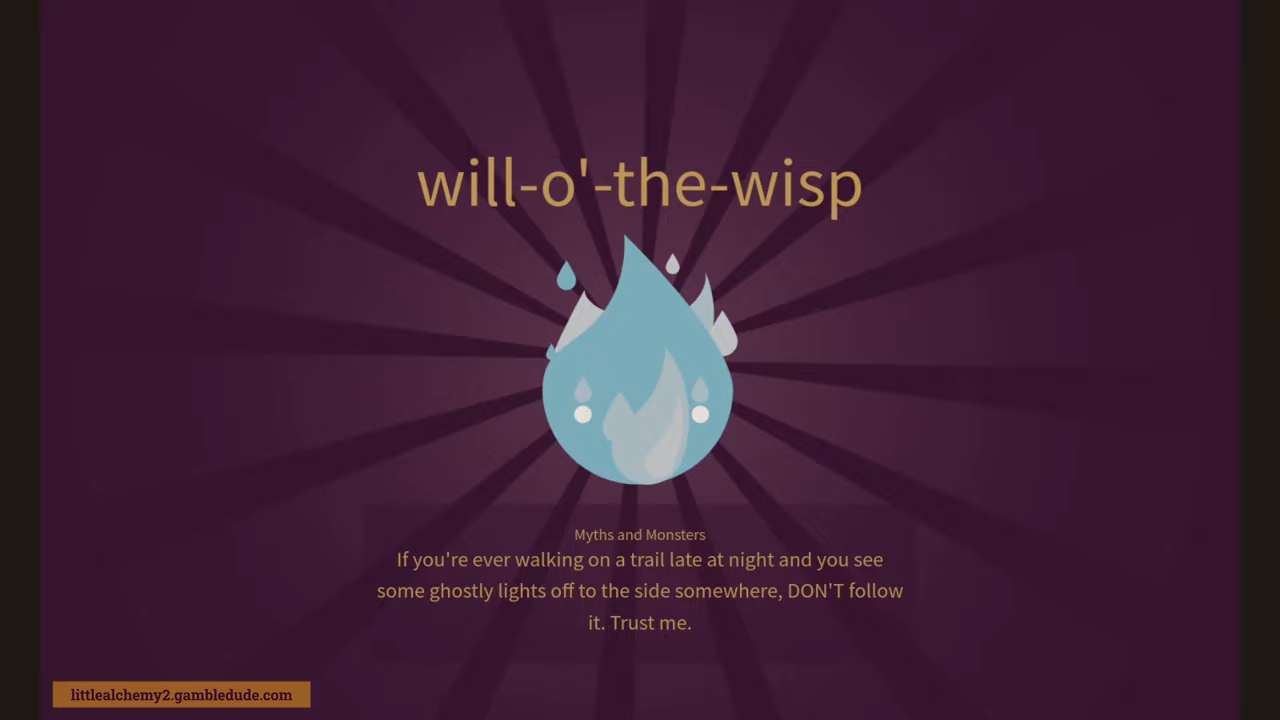 will-o'-the-wisp
Myths and Monsters
If you're ever walking on a trail late at night and you see
some ghostly lights off to the side somewhere, DON'T follow
it. Trust me.
littlealchemy2.gambledude.com